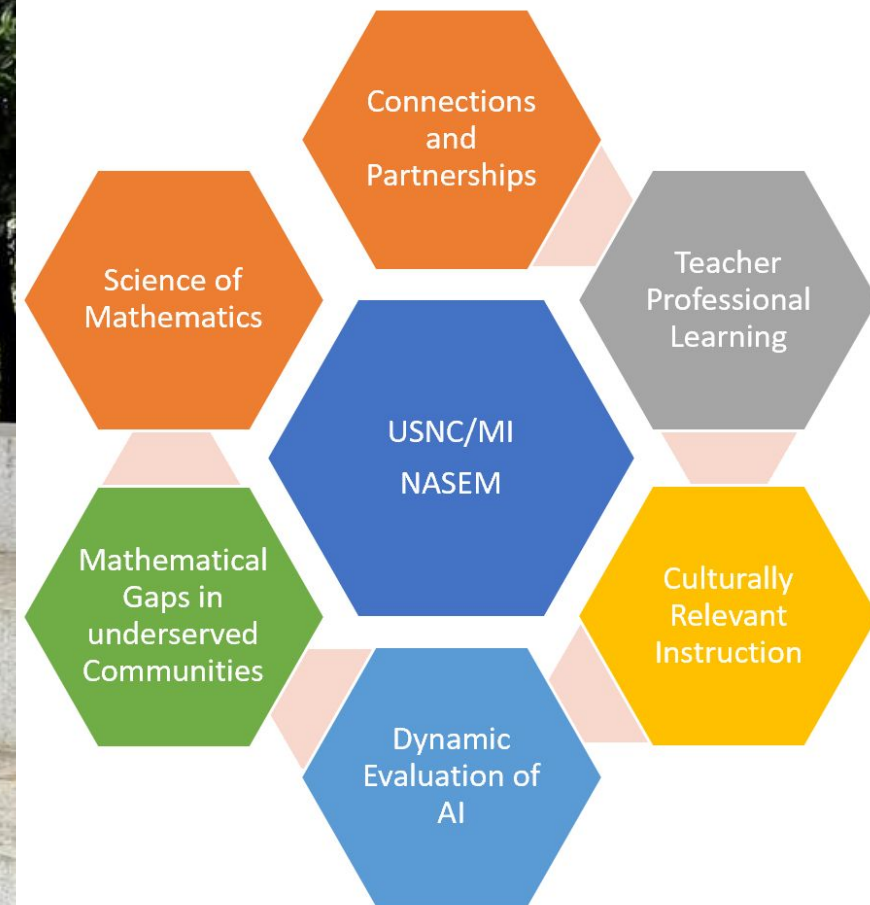 Connections
and
Partnerships
Teacher
Professional
Learning
Culturally
Relevant
Instruction
Dynamic
Evaluation of
AI
Mathematical
Gaps in
underserved
Communities
Science of
Mathematics
USNC/MI
NASEM